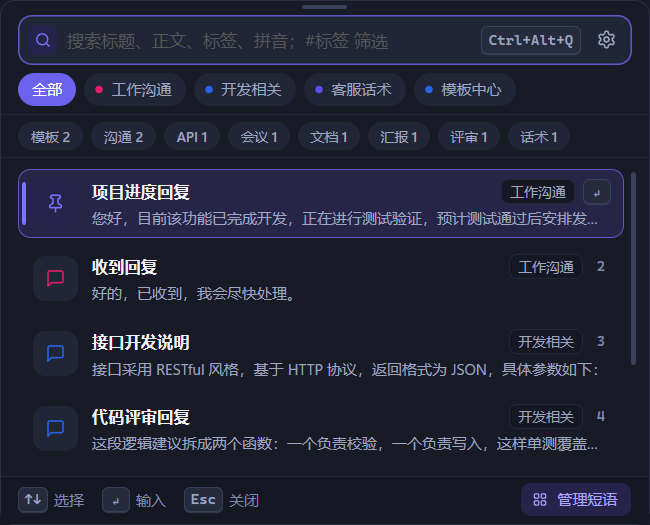 搜索标题、正文、标签、拼音；#标签 筛选 Ctrl+Alt+Q
全部 工作沟通 开发相关 客服话术 模板中心
模板 2 沟通 2 API 1 会议 1 文档 1 汇报 1 评审 1 话术 1
项目进度回复 工作沟通 ↵
您好，目前该功能已完成开发，正在进行测试验证，预计测试通过后安排发...
收到回复 工作沟通 2
好的，已收到，我会尽快处理。
接口开发说明 开发相关 3
接口采用 RESTful 风格，基于 HTTP 协议，返回格式为 JSON，具体参数如下：
代码评审回复 开发相关 4
这段逻辑建议拆成两个函数：一个负责校验，一个负责写入，这样单测覆盖...
↑↓ 选择 ↵ 输入 Esc 关闭 管理短语